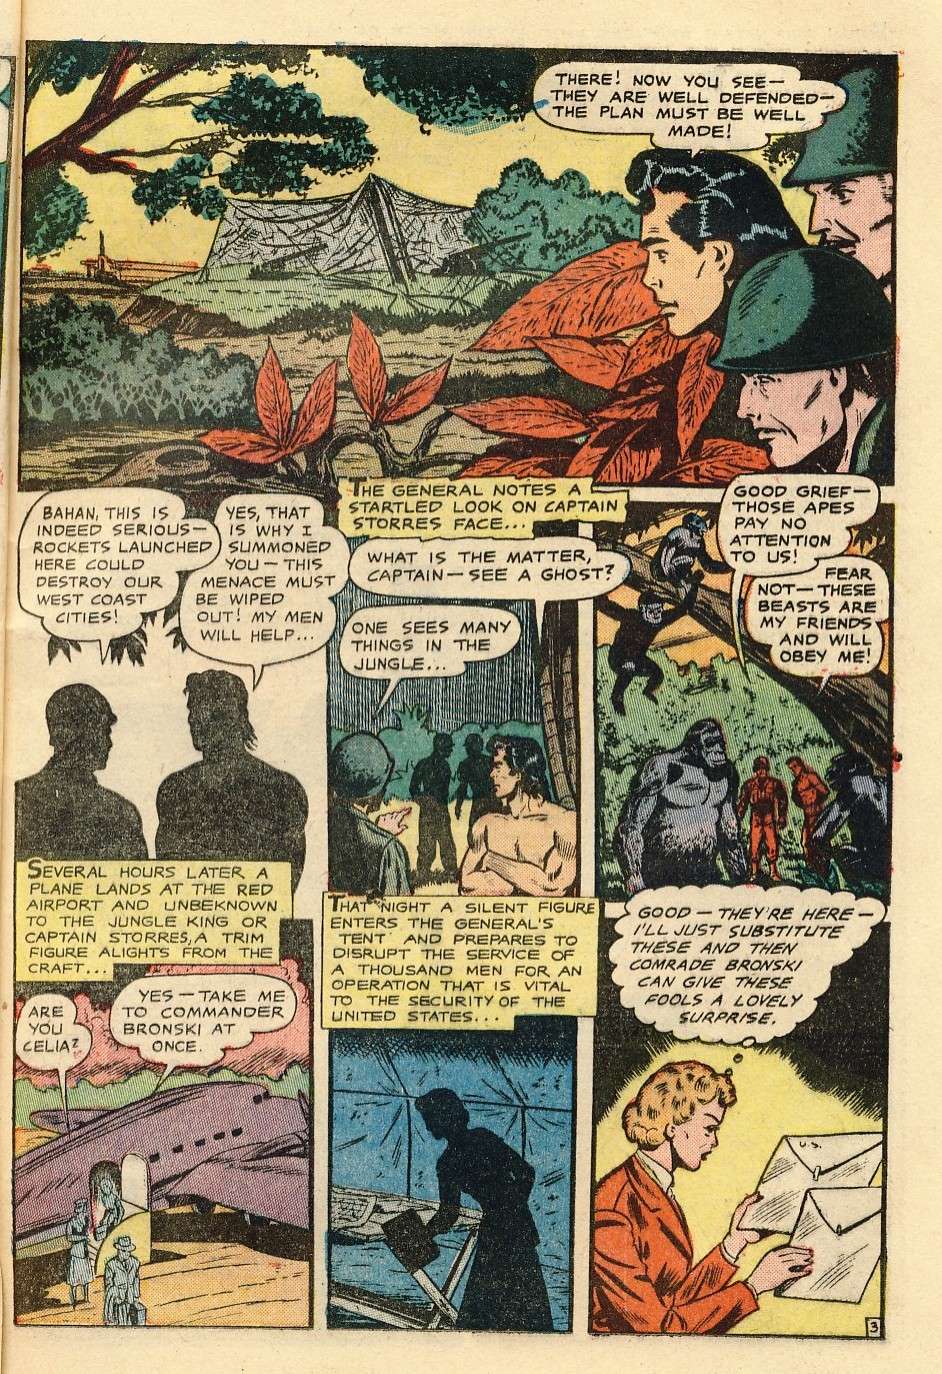 THERE! NOW YOU SEE—
THEY ARE WELL DEFENDED—
THE PLAN MUST BE WELL
MADE!
BAHAN, THIS IS
INDEED SERIOUS—
ROCKETS LAUNCHED
HERE COULD
DESTROY OUR
WEST COAST
CITIES!
YES, THAT
IS WHY I
SUMMONED
YOU—THIS
MENACE MUST
BE WIPED
OUT! MY MEN
WILL HELP...
THE GENERAL NOTES A
STARTLED LOOK ON CAPTAIN
STORRES FACE...
WHAT IS THE MATTER,
CAPTAIN—SEE A GHOST?
ONE SEES MANY
THINGS IN THE
JUNGLE...
GOOD GRIEF—
THOSE APES
PAY NO
ATTENTION
TO US!
FEAR
NOT—THESE
BEASTS ARE
MY FRIENDS
AND WILL
OBEY ME!
SEVERAL HOURS LATER A
PLANE LANDS AT THE RED
AIRPORT AND UNBEKNOWN
TO THE JUNGLE KING OR
CAPTAIN STORRES, A TRIM
FIGURE ALIGHTS FROM THE
CRAFT...
ARE
YOU
CELIA?
YES—TAKE ME
TO COMMANDER
BRONSKI AT
ONCE.
THAT NIGHT A SILENT FIGURE
ENTERS THE GENERAL'S
TENT AND PREPARES TO
DISRUPT THE SERVICE OF
A THOUSAND MEN FOR AN
OPERATION THAT IS VITAL
TO THE SECURITY OF THE
UNITED STATES...
GOOD—THEY'RE HERE—
I'LL JUST SUBSTITUTE
THESE AND THEN
COMRADE BRONSKI
CAN GIVE THESE
FOOLS A LOVELY
SURPRISE.
U.S.
3